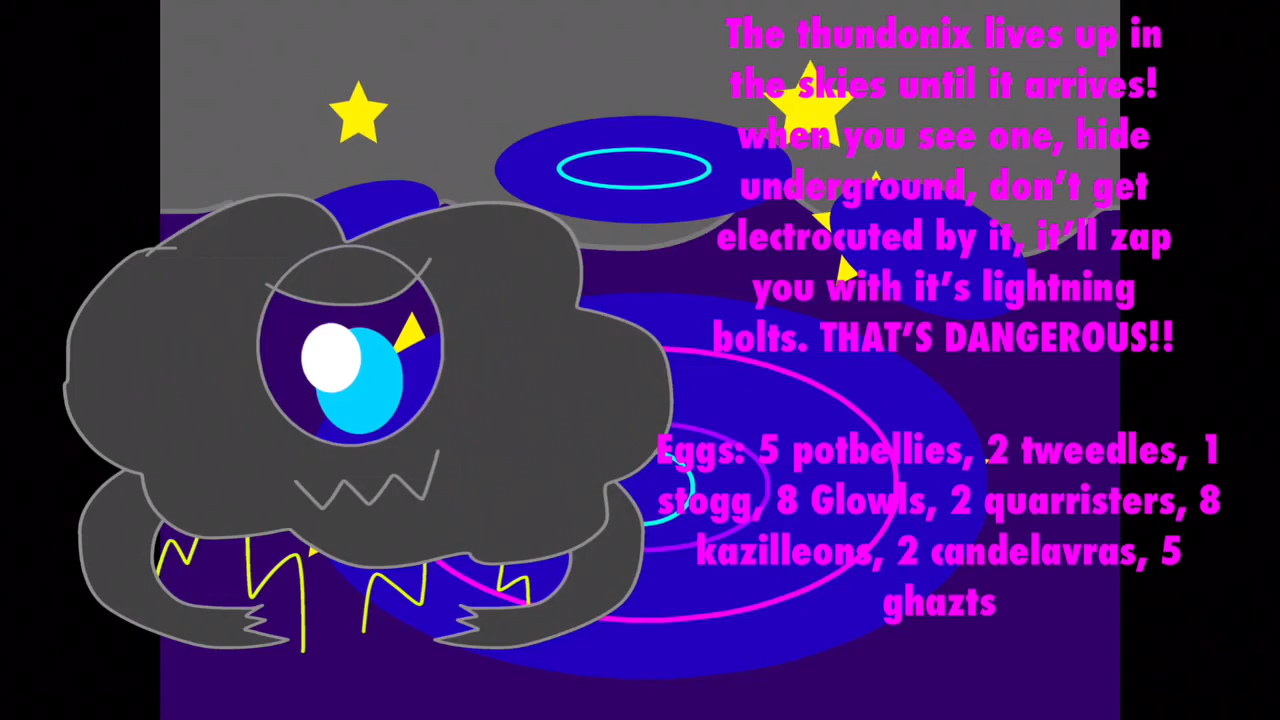 The thundonix lives up in
the skies until it arrives!
when you see one, hide
underground, don't get
electrocuted by it, it'll zap
you with it's lightning
bolts. THAT'S DANGEROUS!!
Eggs: 5 potbellies, 2 tweedles, 1
stogg, 8 Glowls, 2 quarristers, 8
kazilleons, 2 candelavras, 5
ghazts